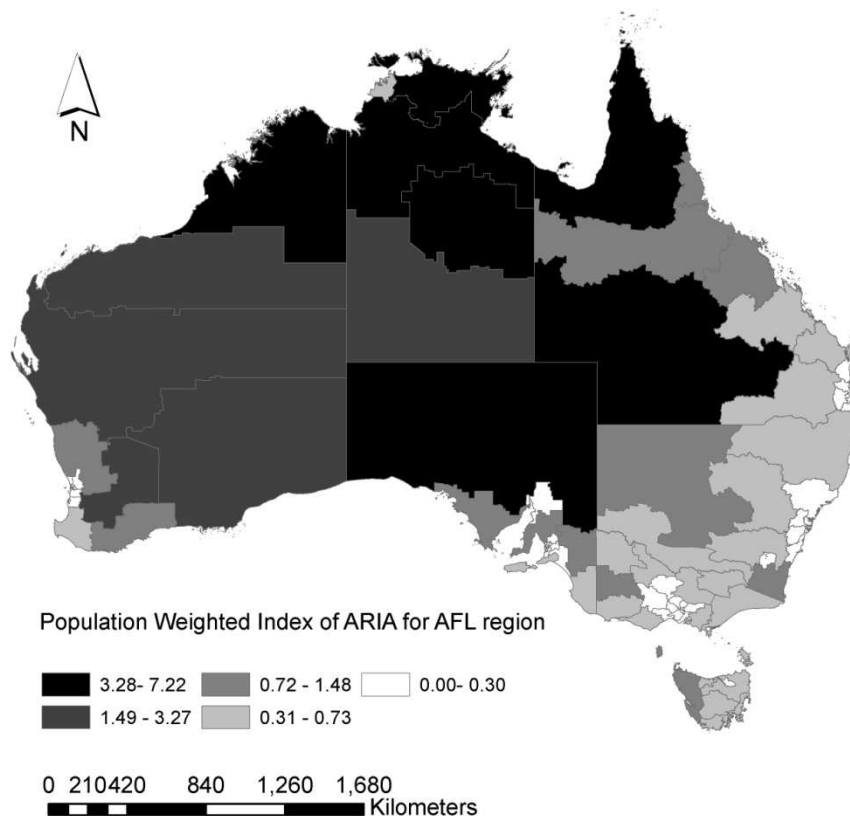 N
Population Weighted Index of ARIA for AFL region
3.28- 7.22 0.72 - 1.48 0.00- 0.30
1.49 - 3.27 0.31 - 0.73
0 210420 840 1,260 1,680
Kilometers